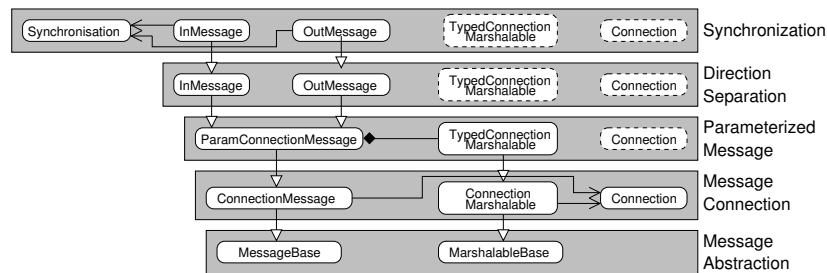 Synchronisation InMessage OutMessage TypedConnection Marshalable Connection Synchronization
InMessage OutMessage TypedConnection Marshalable Connection Direction Separation
ParamConnectionMessage TypedConnection Marshalable Connection Parameterized Message
ConnectionMessage Connection Marshalable Connection Message Connection
MessageBase MarshalableBase Message Abstraction